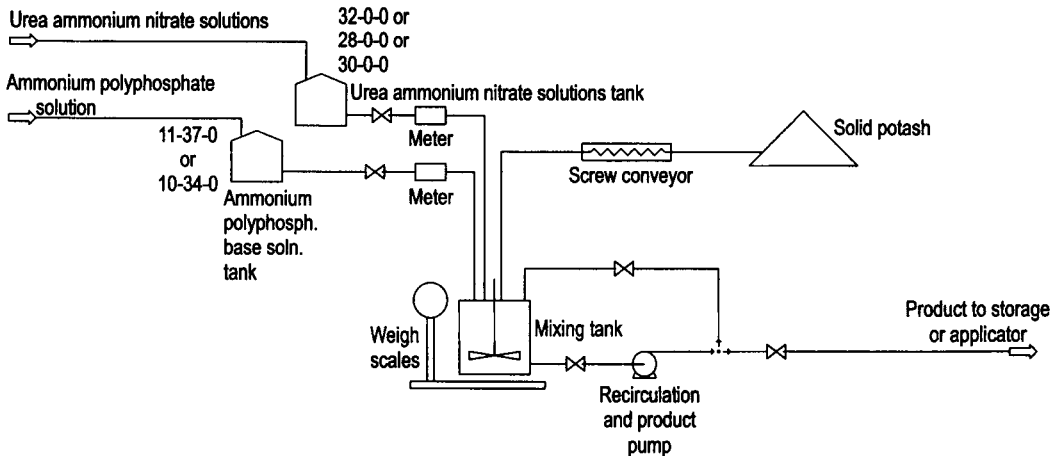 Urea ammonium nitrate solutions
32-0-0 or
28-0-0 or
30-0-0
Urea ammonium nitrate solutions tank
Meter
Ammonium polyphosphate
solution
11-37-0
or
10-34-0
Meter
Ammonium
polyphosph.
base soln.
tank
Solid potash
Screw conveyor
Weigh
scales
Mixing tank
Recirculation
and product
pump
Product to storage
or applicator